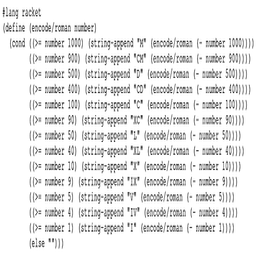 #lang racket
(define (encode/roman number)
(cond ((>= number 1000) (string-append "M" (encode/roman (- number 1000))))
((>= number 900) (string-append "CM" (encode/roman (- number 900))))
((>= number 500) (string-append "D" (encode/roman (- number 500))))
((>= number 400) (string-append "CD" (encode/roman (- number 400))))
((>= number 100) (string-append "C" (encode/roman (- number 100))))
((>= number 90) (string-append "XC" (encode/roman (- number 90))))
((>= number 50) (string-append "L" (encode/roman (- number 50))))
((>= number 40) (string-append "XL" (encode/roman (- number 40))))
((>= number 10) (string-append "X" (encode/roman (- number 10))))
((>= number 9) (string-append "IX" (encode/roman (- number 9))))
((>= number 5) (string-append "V" (encode/roman (- number 5))))
((>= number 4) (string-append "IV" (encode/roman (- number 4))))
((>= number 1) (string-append "I" (encode/roman (- number 1))))
(else "")))